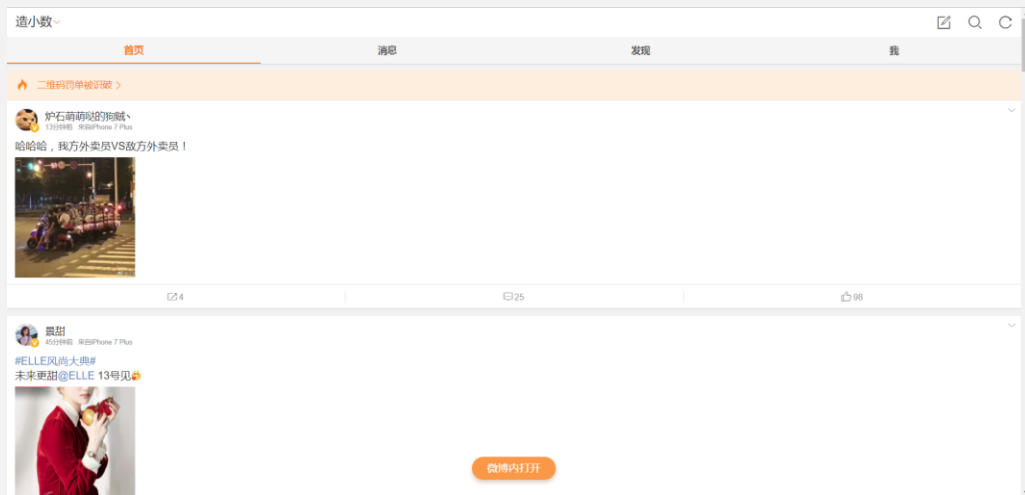 造小数
首页 消息 发现 我
二维码罚单被识破
炉石萌萌哒的狗贼丶
13分钟前 来自iPhone 7 Plus
哈哈哈，我方外卖员VS敌方外卖员！
4 25 98
景甜
45分钟前 来自iPhone 7 Plus
#ELLE风尚大典#
未来更甜@ELLE 13号见
微博内打开